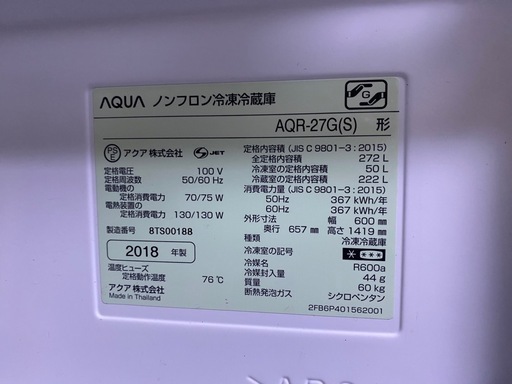 AQUA ノンフロン冷凍冷蔵庫
AQR-27G(S) 形
G
PS
E
アクア株式会社
S JET
定格電圧 100 V
定格周波数 50/60 Hz
電動機の
定格消費電力 70/75 W
電熱装置の
定格消費電力 130/130 W
製造番号 8TS00188
2018 年製
温度ヒューズ
定格動作温度 76℃
アクア株式会社
Made in Thailand
定格内容積 (JIS C 9801-3 : 2015)
全定格内容積 272 L
冷凍室の定格内容積 50 L
冷蔵室の定格内容積 222 L
消費電力量 (JIS C 9801-3 : 2015)
50Hz 367 kWh/年
60Hz 367 kWh/年
外形寸法 幅 600 mm
奥行 657 mm 高さ 1419 mm
種類 冷凍冷蔵庫
冷凍室の記号
冷媒名 R600a
冷媒封入量 44 g
質量 60 kg
断熱発泡ガス シクロペンタン
2FB6P401562001